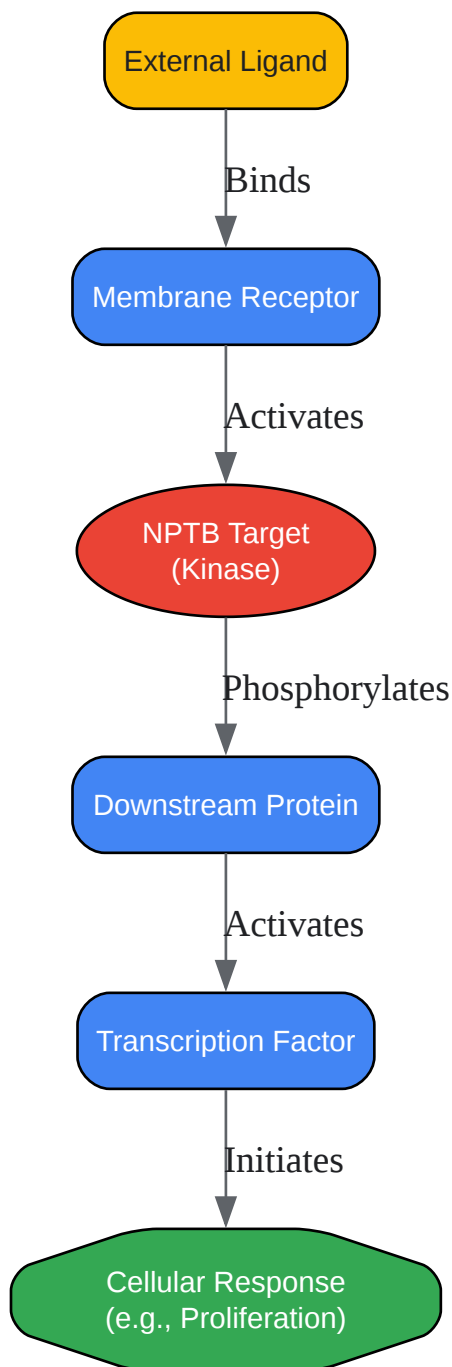 External Ligand
Binds
Membrane Receptor
Activates
NPTB Target
(Kinase)
Phosphorylates
Downstream Protein
Activates
Transcription Factor
Initiates
Cellular Response
(e.g., Proliferation)